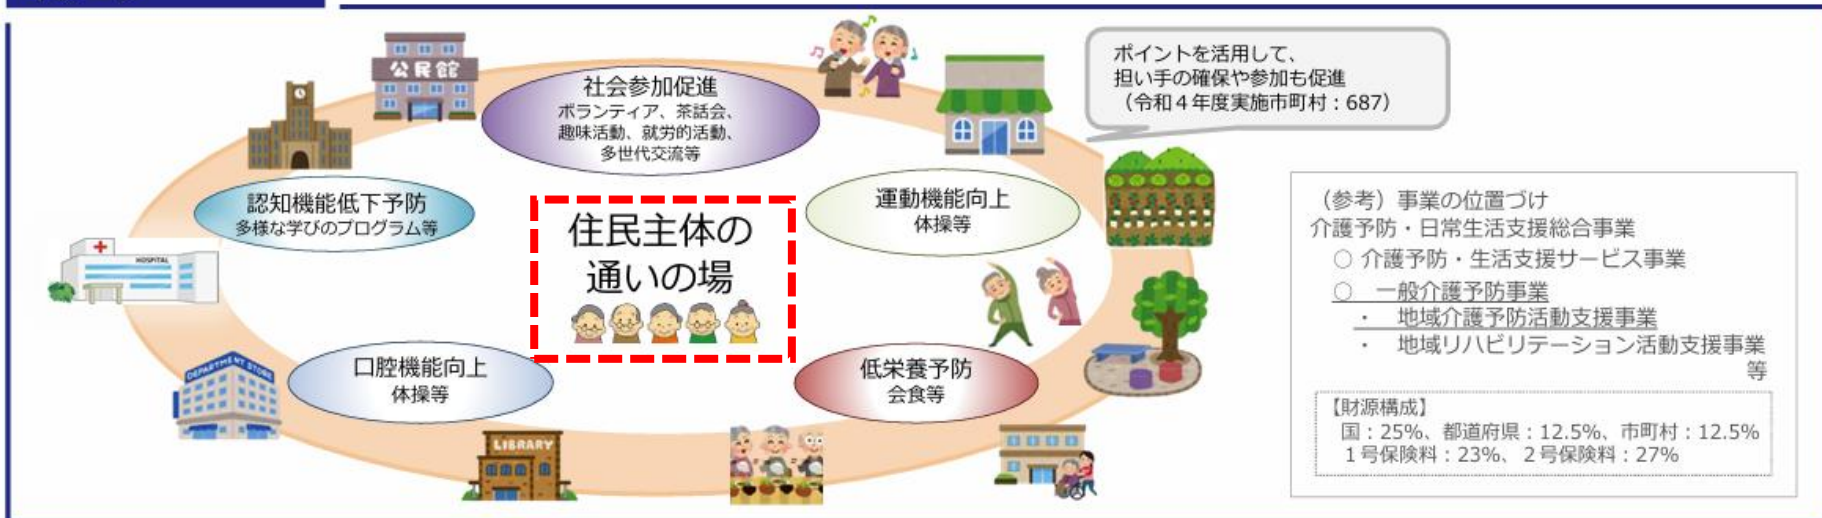 公民館
社会参加促進
ボランティア、茶話会、
趣味活動、就労的活動、
多世代交流等
ポイントを活用して、
担い手の確保や参加も促進
（令和４年度実施市町村：687）
認知機能低下予防
多様な学びのプログラム等
住民主体の
通いの場
運動機能向上
体操等
HOSPITAL
口腔機能向上
体操等
低栄養予防
会食等
DEPARTMENT STORE
LIBRARY
（参考）事業の位置づけ
介護予防・日常生活支援総合事業
○ 介護予防・生活支援サービス事業
○　一般介護予防事業
・　地域介護予防活動支援事業
・　地域リハビリテーション活動支援事業
等
【財源構成】
国：25%、都道府県：12.5%、市町村：12.5%
１号保険料：23%、２号保険料：27%